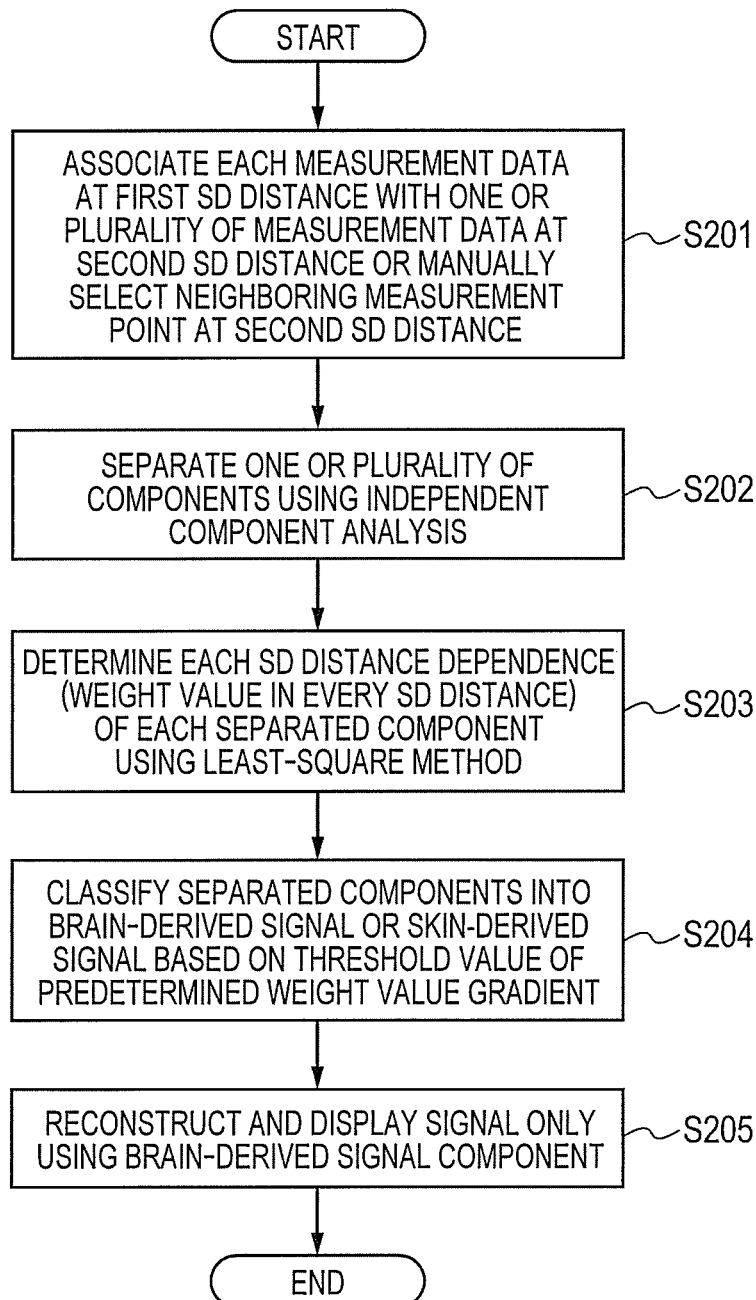 START
ASSOCIATE EACH MEASUREMENT DATA
AT FIRST SD DISTANCE WITH ONE OR
PLURALITY OF MEASUREMENT DATA AT
SECOND SD DISTANCE OR MANUALLY
SELECT NEIGHBORING MEASUREMENT
POINT AT SECOND SD DISTANCE
S201
SEPARATE ONE OR PLURALITY OF
COMPONENTS USING INDEPENDENT
COMPONENT ANALYSIS
S202
DETERMINE EACH SD DISTANCE DEPENDENCE
(WEIGHT VALUE IN EVERY SD DISTANCE)
OF EACH SEPARATED COMPONENT
USING LEAST-SQUARE METHOD
S203
CLASSIFY SEPARATED COMPONENTS INTO
BRAIN-DERIVED SIGNAL OR SKIN-DERIVED
SIGNAL BASED ON THRESHOLD VALUE OF
PREDETERMINED WEIGHT VALUE GRADIENT
S204
RECONSTRUCT AND DISPLAY SIGNAL ONLY
USING BRAIN-DERIVED SIGNAL COMPONENT
S205
END